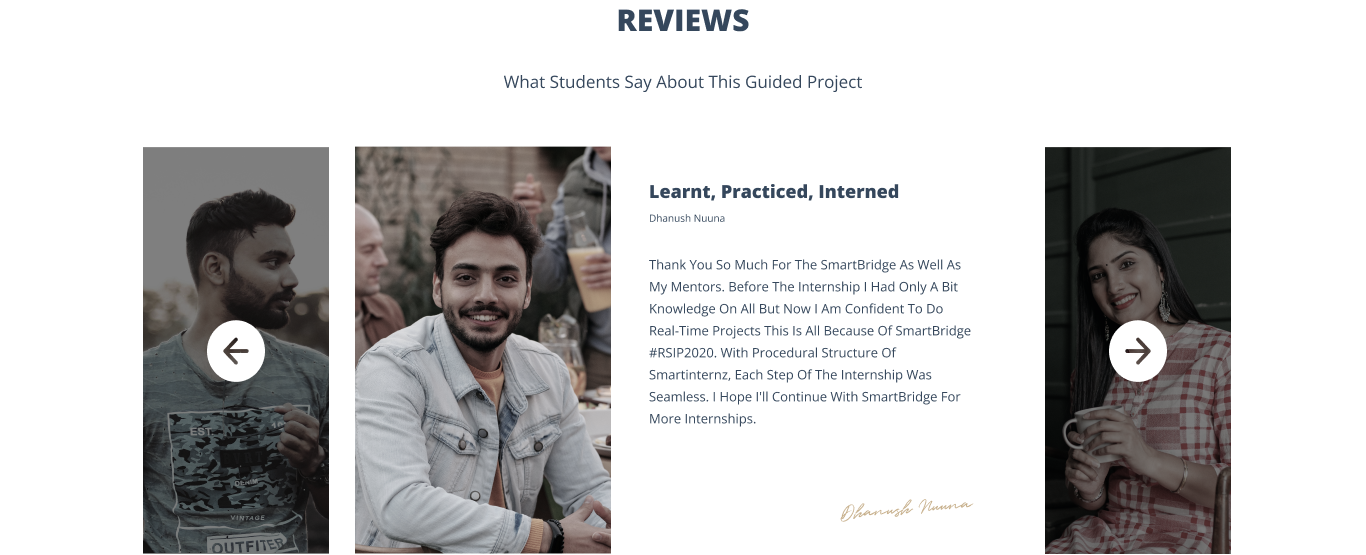 REVIEWS
What Students Say About This Guided Project
Learnt, Practiced, Interned
Dhanush Nuuna
Thank You So Much For The SmartBridge As Well As
My Mentors. Before The Internship I Had Only A Bit
Knowledge On All But Now I Am Confident To Do
Real-Time Projects This Is All Because Of SmartBridge
#RSIP2020. With Procedural Structure Of
Smartinternz, Each Step Of The Internship Was
Seamless. I Hope I'll Continue With SmartBridge For
More Internships.
Dhanush Nuuna
EST
DENIM
VINTAGE
OUTFITER